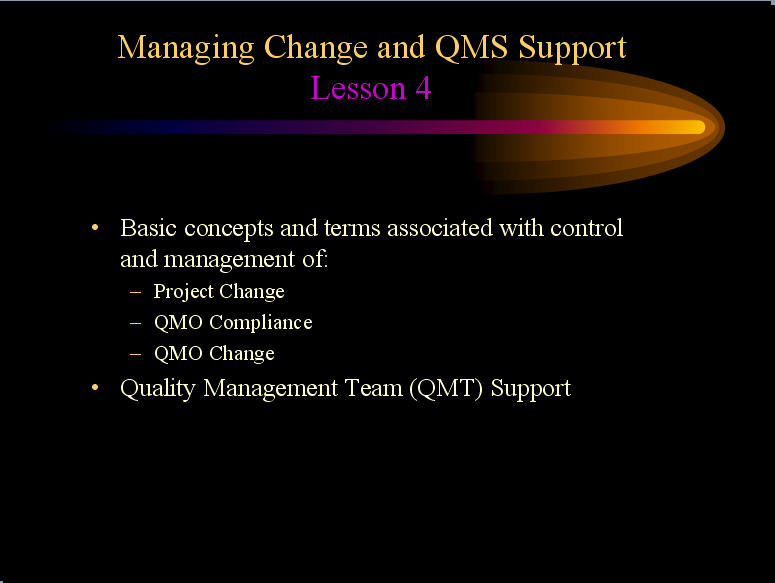 Managing Change and QMS Support
Lesson 4
• Basic concepts and terms associated with control
and management of:
– Project Change
– QMO Compliance
– QMO Change
• Quality Management Team (QMT) Support